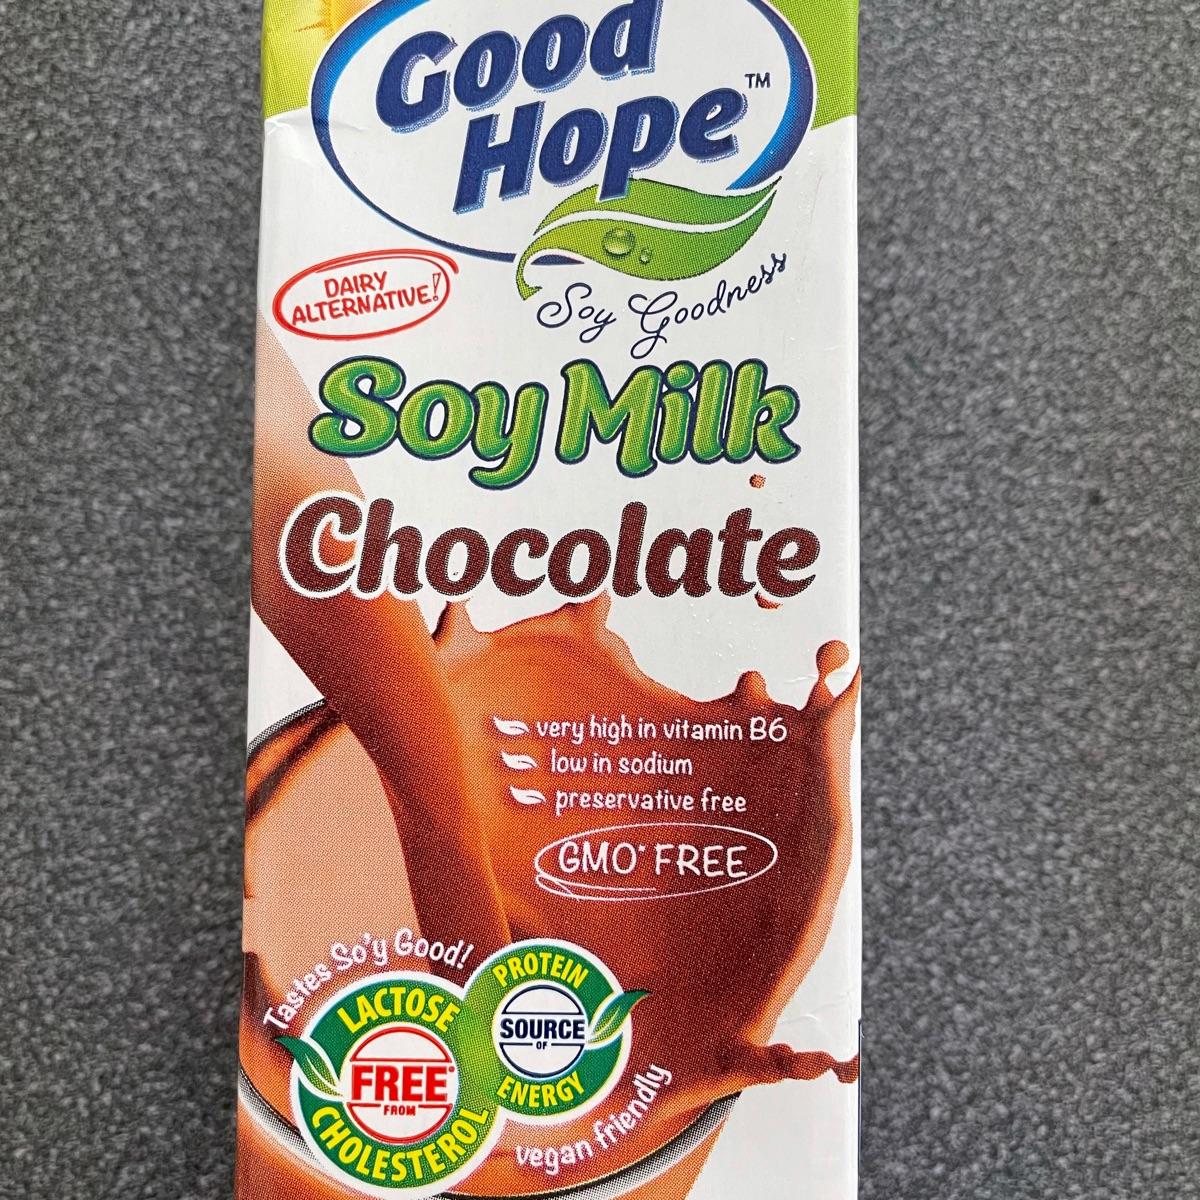 Good
Hope™
DAIRY
ALTERNATIVE!
Soy Goodness
Soy Milk
Chocolate
very high in vitamin B6
low in sodium
preservative free
GMO* FREE
Tastes So'y Good!
LACTOSE
FREE*
FROM
CHOLESTEROL
PROTEIN
SOURCE
OF
ENERGY
vegan friendly